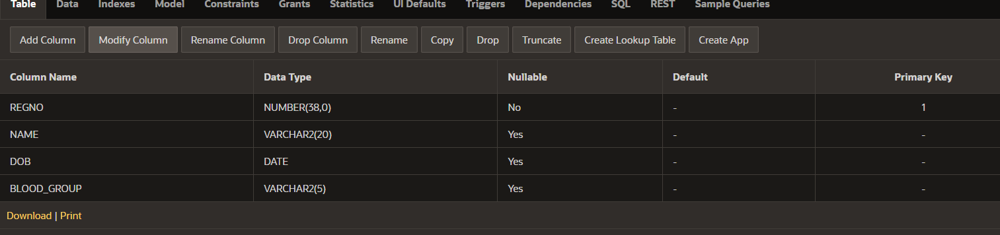 Table Data Indexes Model Constraints Grants Statistics UI Defaults Triggers Dependencies SQL REST Sample Queries
Add Column Modify Column Rename Column Drop Column Rename Copy Drop Truncate Create Lookup Table Create App
Column Name Data Type Nullable Default Primary Key
REGNO NUMBER(38,0) No - 1
NAME VARCHAR2(20) Yes - -
DOB DATE Yes - -
BLOOD_GROUP VARCHAR2(5) Yes - -
Download | Print